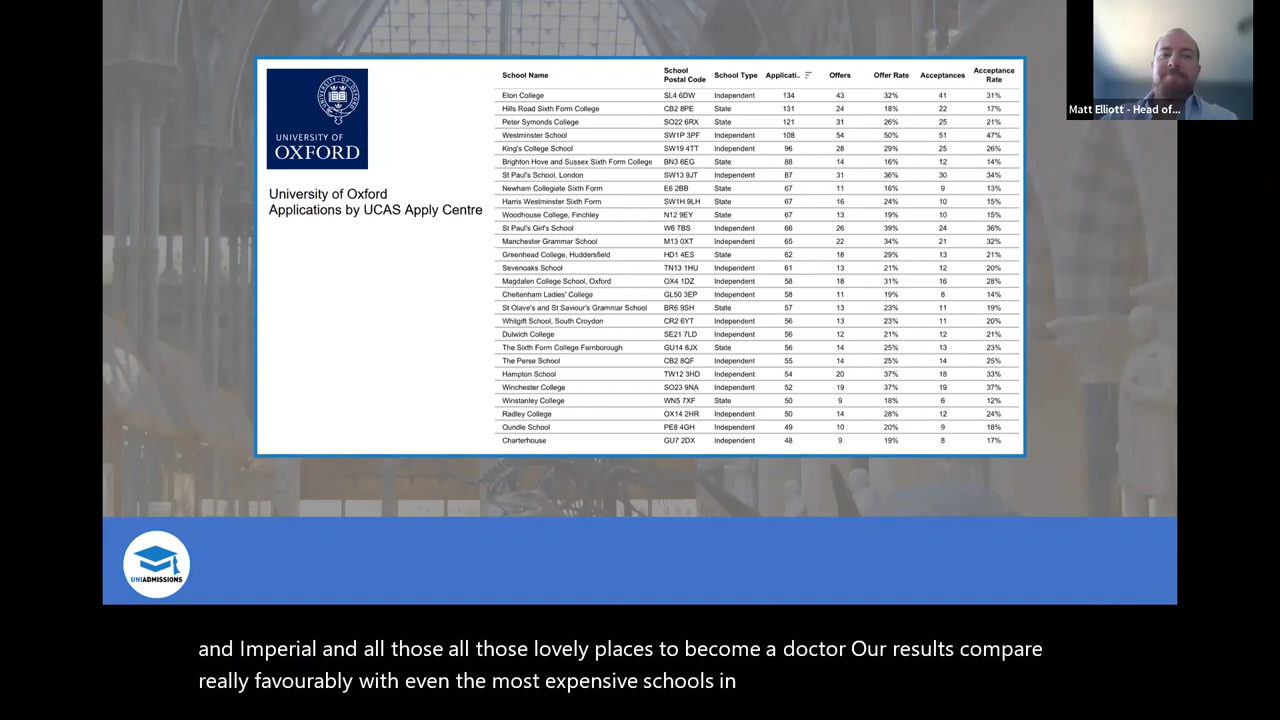 UNIVERSITY OF
OXFORD
University of Oxford
Applications by UCAS Apply Centre
School Name School Postal Code School Type Applicati.. Offers Offer Rate Acceptances Acceptance Rate
Eton College SL4 6DW Independent 134 43 32% 41 31%
Hills Road Sixth Form College CB2 8PE State 131 24 18% 22 17%
Peter Symonds College SO22 6RX State 121 31 26% 25 21%
Westminster School SW1P 3PF Independent 108 54 50% 51 47%
King's College School SW19 4TT Independent 96 28 29% 25 26%
Brighton Hove and Sussex Sixth Form College BN3 6EG State 88 14 16% 12 14%
St Paul's School, London SW13 9JT Independent 87 31 36% 30 34%
Newham Collegiate Sixth Form E6 2BB State 67 11 16% 9 13%
Harris Westminster Sixth Form SW1H 9LH State 67 16 24% 10 15%
Woodhouse College, Finchley N12 9EY State 67 13 19% 10 15%
St Paul's Girl's School W6 7BS Independent 66 26 39% 24 36%
Manchester Grammar School M13 0XT Independent 65 22 34% 21 32%
Greenhead College, Huddersfield HD1 4ES State 62 18 29% 13 21%
Sevenoaks School TN13 1HU Independent 61 13 21% 12 20%
Magdalen College School, Oxford OX4 1DZ Independent 58 18 31% 16 28%
Cheltenham Ladies' College GL50 3EP Independent 58 11 19% 8 14%
St Olave's and St Saviour's Grammar School BR6 9SH State 57 13 23% 11 19%
Whitgift School, South Croydon CR2 6YT Independent 56 13 23% 11 20%
Dulwich College SE21 7LD Independent 56 12 21% 12 21%
The Sixth Form College Farnborough GU14 8JX State 56 14 25% 13 23%
The Perse School CB2 8QF Independent 55 14 25% 14 25%
Hampton School TW12 3HD Independent 54 20 37% 18 33%
Winchester College SO23 9NA Independent 52 19 37% 19 37%
Winstanley College WN5 7XF State 50 9 18% 6 12%
Radley College OX14 2HR Independent 50 14 28% 12 24%
Oundle School PE8 4GH Independent 49 10 20% 9 18%
Charterhouse GU7 2DX Independent 48 9 19% 8 17%
Matt Elliott - Head of...
UNIADMISSIONS
and Imperial and all those all those lovely places to become a doctor Our results compare
really favourably with even the most expensive schools in